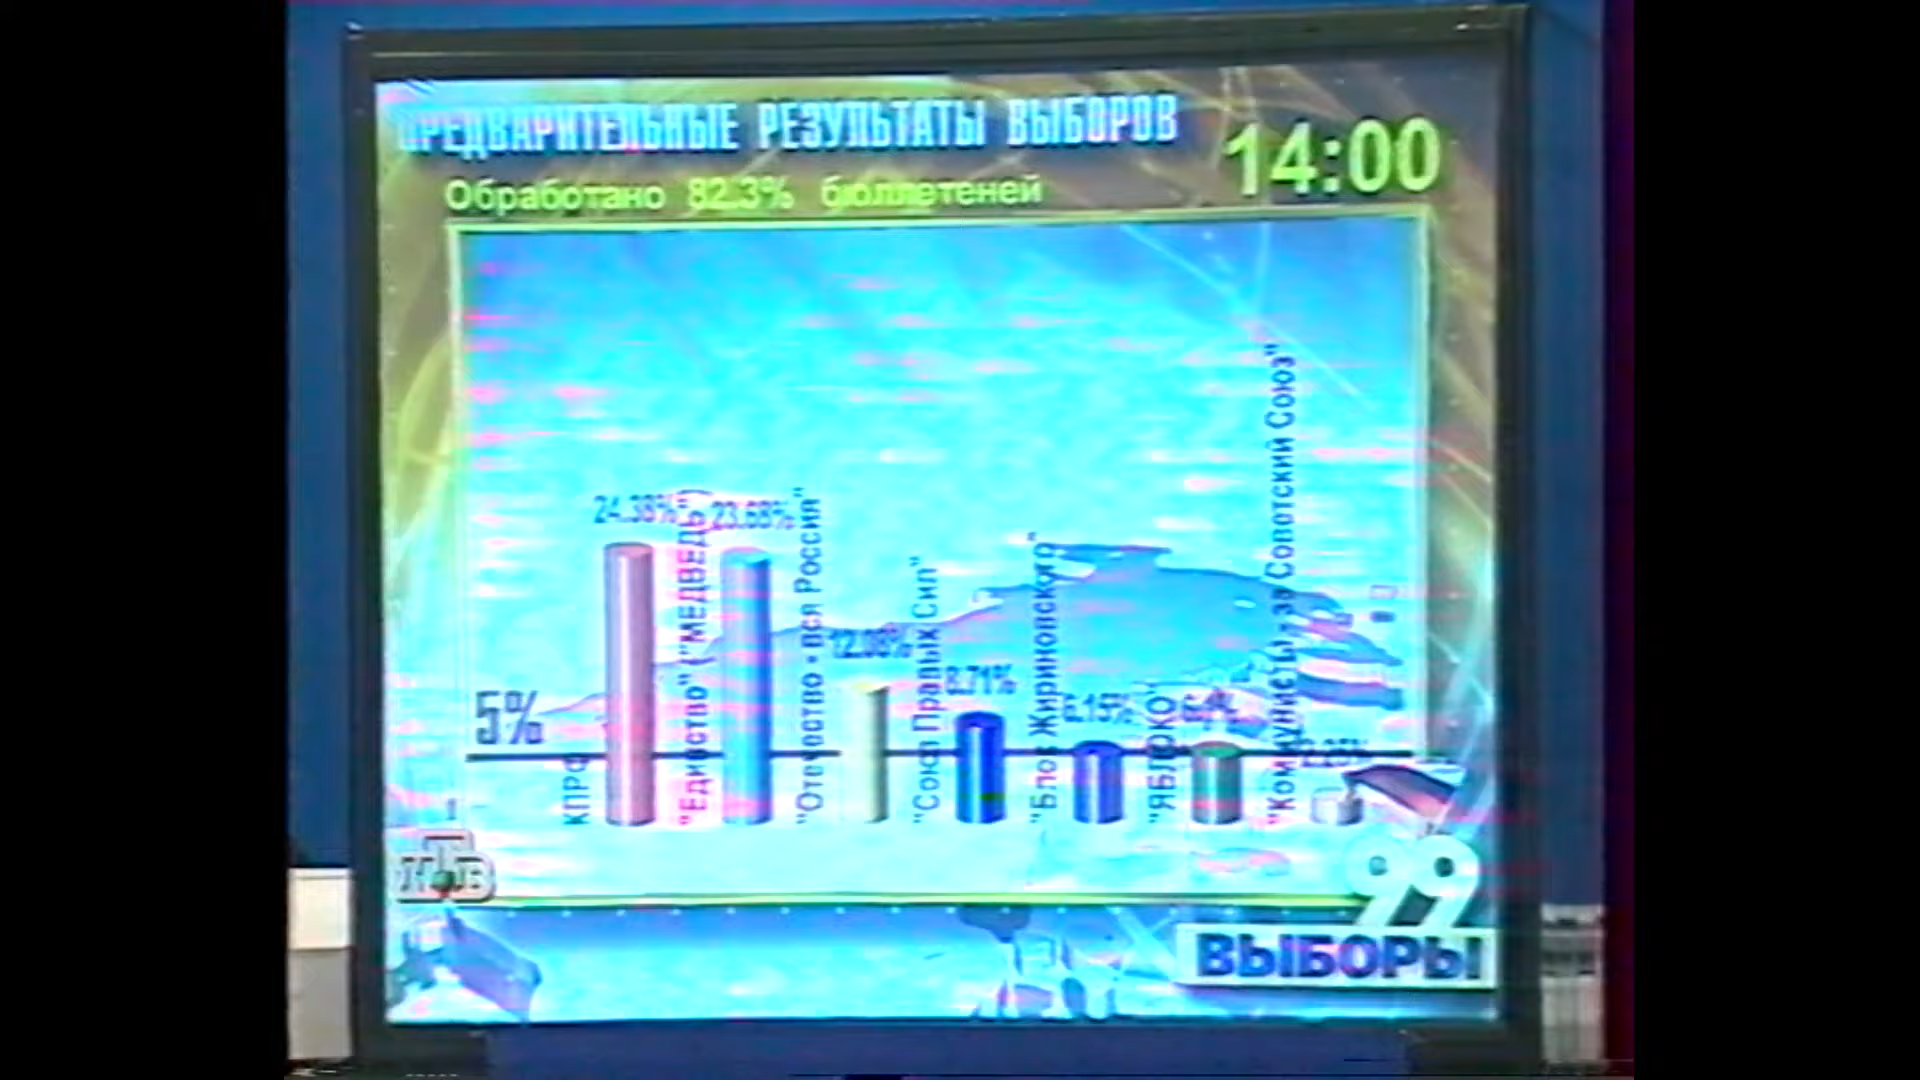 ПРЕДВАРИТЕЛЬНЫЕ РЕЗУЛЬТАТЫ ВЫБОРОВ
14:00
Обработано 82.3% бюллетеней
5%
КПРФ
24.38%
"Единство" ("МЕДВЕДЬ")
23.68%
"Отечество - вся Россия"
12.08%
"Союз Правых Сил"
8.71%
"Блок Жириновского"
6.15%
"ЯБЛОКО"
"Коммунисты - за Советский Союз"
НТВ
99
ВЫБОРЫ